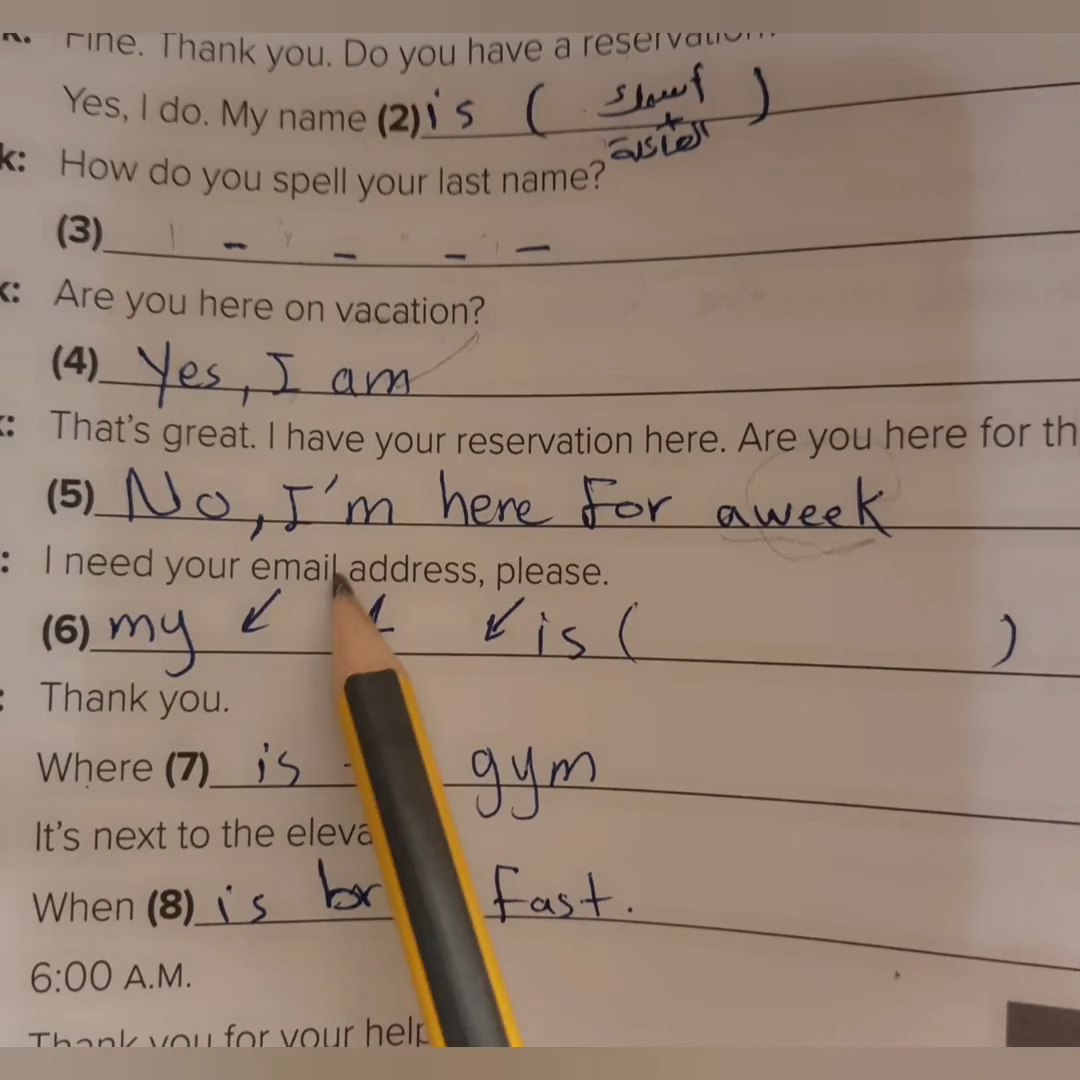 Fine. Thank you. Do you have a reservation?
Yes, I do. My name (2) is ( أسمك + العائلة )
k: How do you spell your last name?
(3) _ _ _ _
k: Are you here on vacation?
(4) Yes, I am
k: That's great. I have your reservation here. Are you here for th
(5) No, I'm here for aweek
: I need your email address, please.
(6) my ↙ ↙ is ( )
: Thank you.
Where (7) is gym
It's next to the eleva
When (8) is br fast.
6:00 A.M.
Thank you for your help